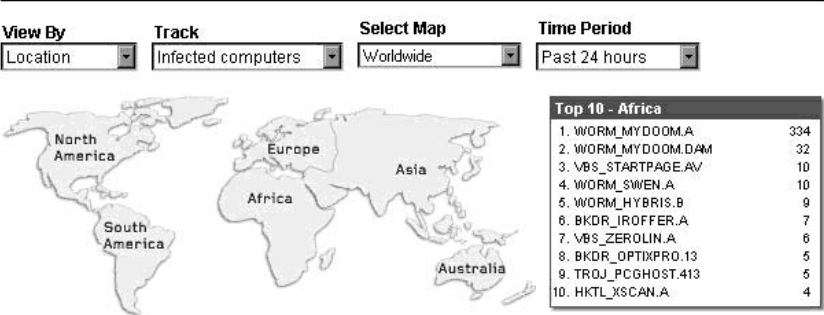 View By
Track
Select Map
Time Period
Location
Infected computers
Worldwide
Past 24 hours
North
America
Europe
Asia
Africa
South
America
Australia
Top 10 - Africa
1. WORM_MYDOOM.A 334
2. WORM_MYDOOM.DAM 32
3. VBS_STARTPAGE.AV 10
4. WORM_SWEN.A 10
5. WORM_HYBRIS.B 9
6. BKDR_IROFFER.A 7
7. VBS_ZEROLIN.A 6
8. BKDR_OPTIXPRO.13 5
9. TROJ_PCGHOST.413 5
10. HKTL_XSCAN.A 4